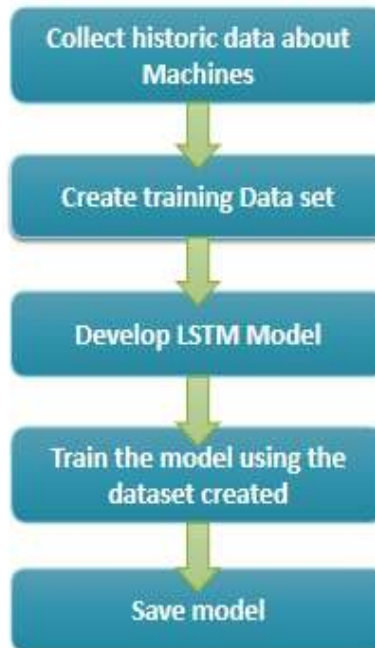 Collect historic data about
Machines
Create training Data set
Develop LSTM Model
Train the model using the
dataset created
Save model